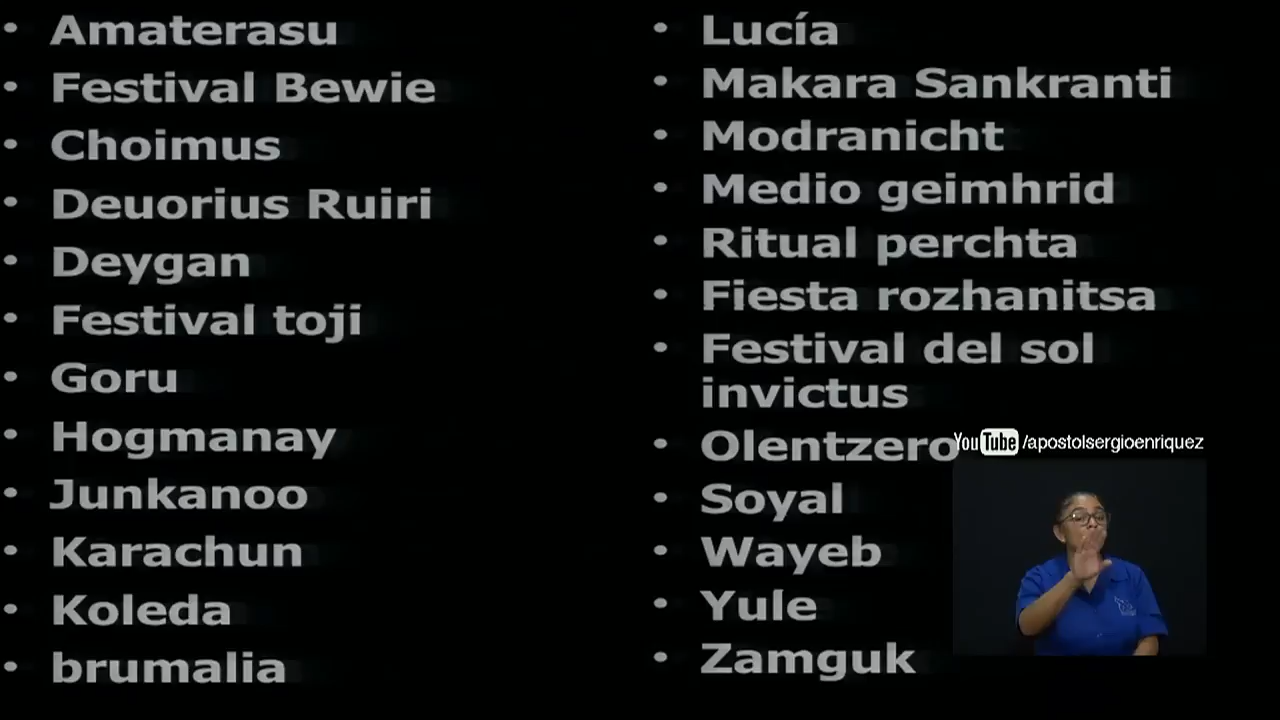 • Amaterasu
• Festival Bewie
• Choimus
• Deuorius Ruiri
• Deygan
• Festival toji
• Goru
• Hogmanay
• Junkanoo
• Karachun
• Koleda
• brumalia
• Lucía
• Makara Sankranti
• Modranicht
• Medio geimhrid
• Ritual perchta
• Fiesta rozhanitsa
• Festival del sol
invictus
• Olentzero
• Soyal
• Wayeb
• Yule
• Zamguk
YouTube /apostolsergioenriquez